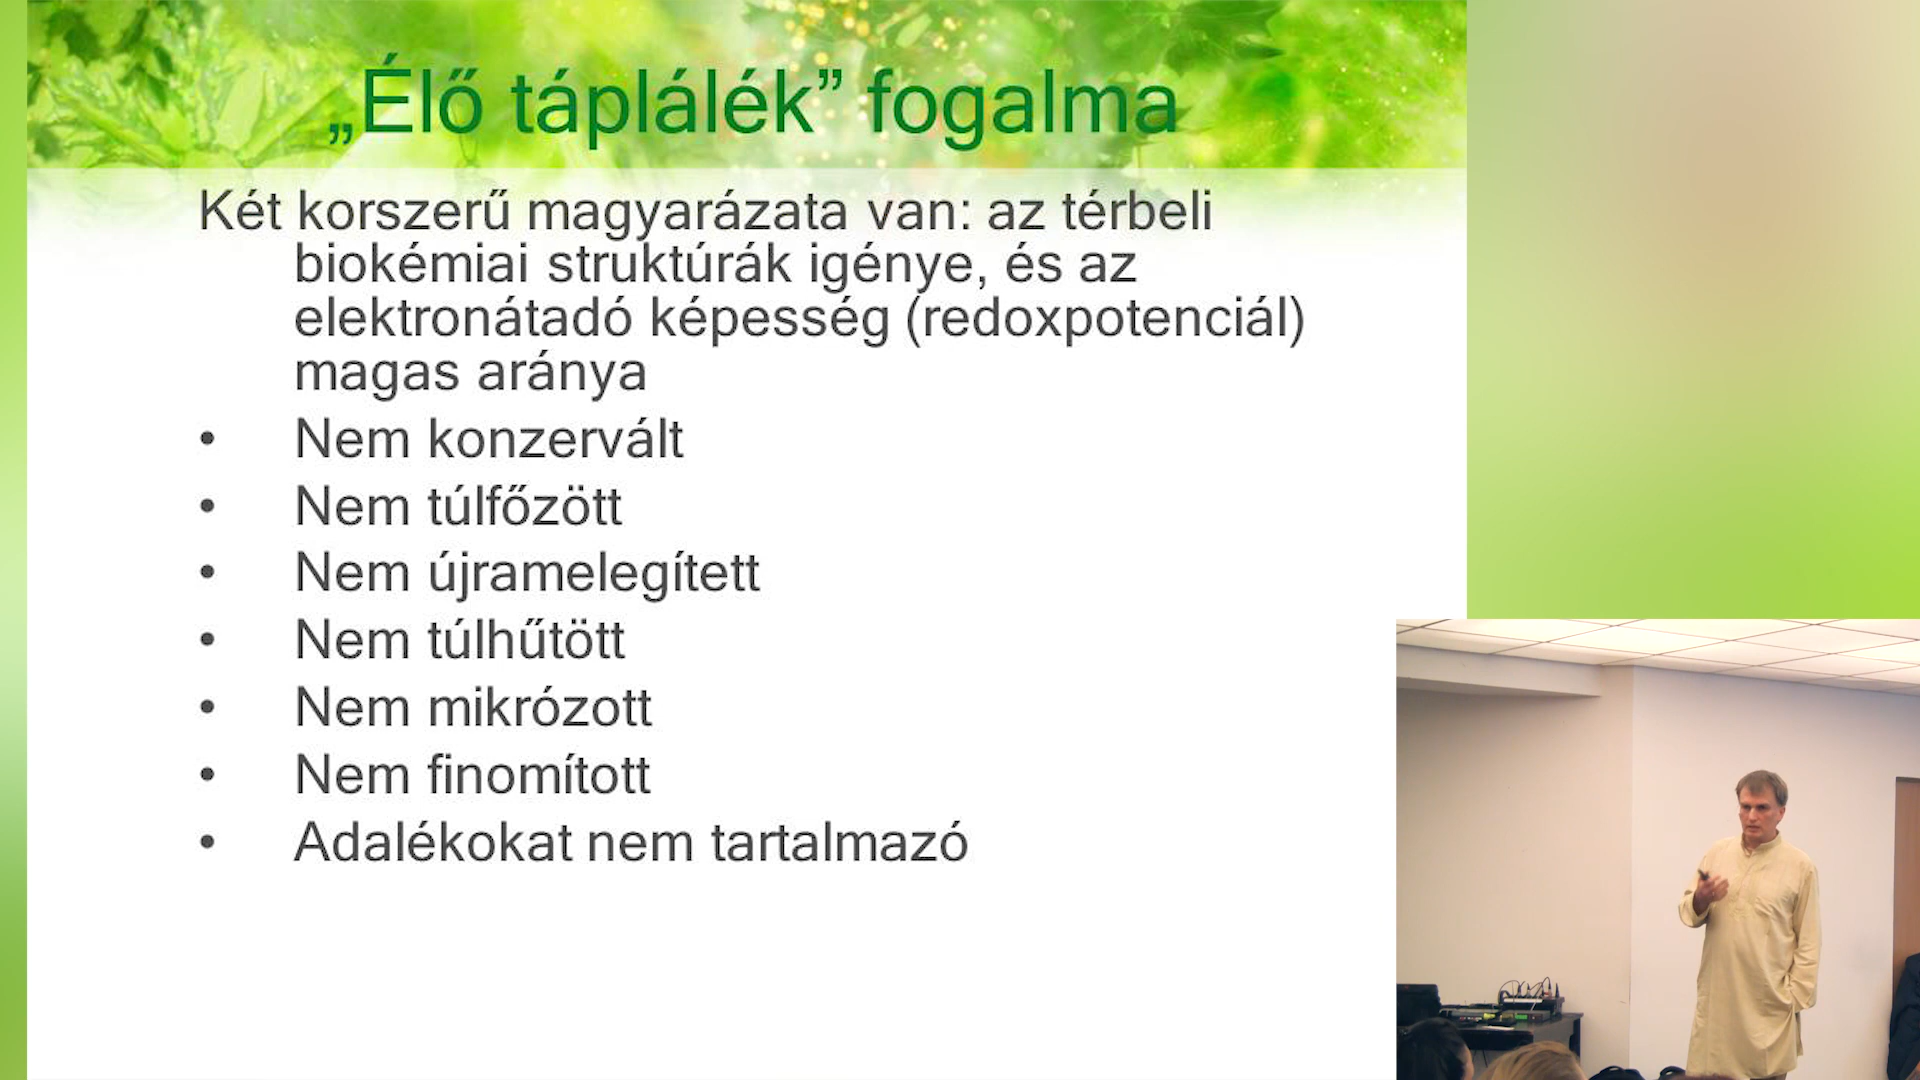 „Élő táplálék” fogalma
Két korszerű magyarázata van: az térbeli
biokémiai struktúrák igénye, és az
elektronátadó képesség (redoxpotenciál)
magas aránya
• Nem konzervált
• Nem túlfőzött
• Nem újramelegített
• Nem túlhűtött
• Nem mikrózott
• Nem finomított
• Adalékokat nem tartalmazó